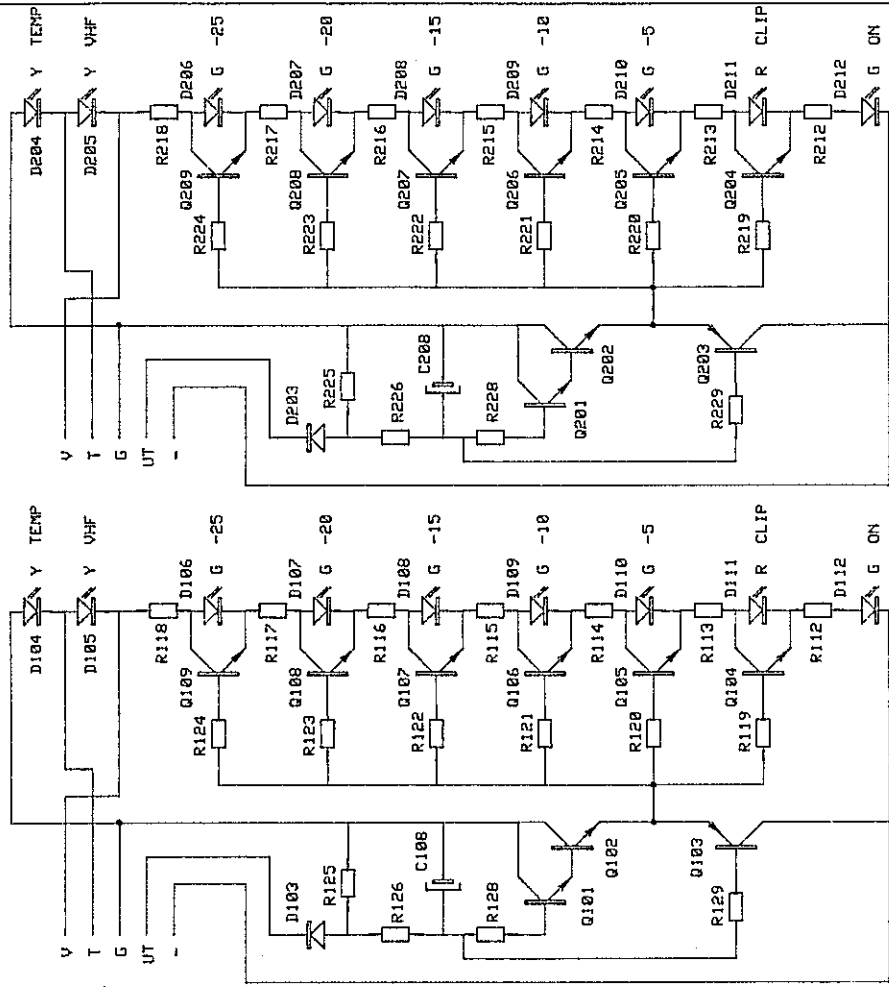 TEMP
VHF
-25
-20
-15
-10
-5
CLIP
ON
Y
Y
G
G
G
G
G
R
G
D204
D205
D206
D207
D208
D209
D210
D211
D212
R218
R217
R216
R215
R214
R213
R212
Q209
Q208
Q207
Q206
Q205
Q204
R224
R223
R222
R221
R220
R219
D203
R225
C208
R226
R228
Q201
Q202
Q203
R229
V
T
G
UT
-
TEMP
VHF
-25
-20
-15
-10
-5
CLIP
ON
Y
Y
G
G
G
G
G
R
G
D104
D105
D106
D107
D108
D109
D110
D111
D112
R118
R117
R116
R115
R114
R113
R112
Q109
Q108
Q107
Q106
Q105
Q104
R124
R123
R122
R121
R120
R119
D103
R125
C108
R126
R128
Q101
Q102
Q103
R129
V
T
G
UT
-